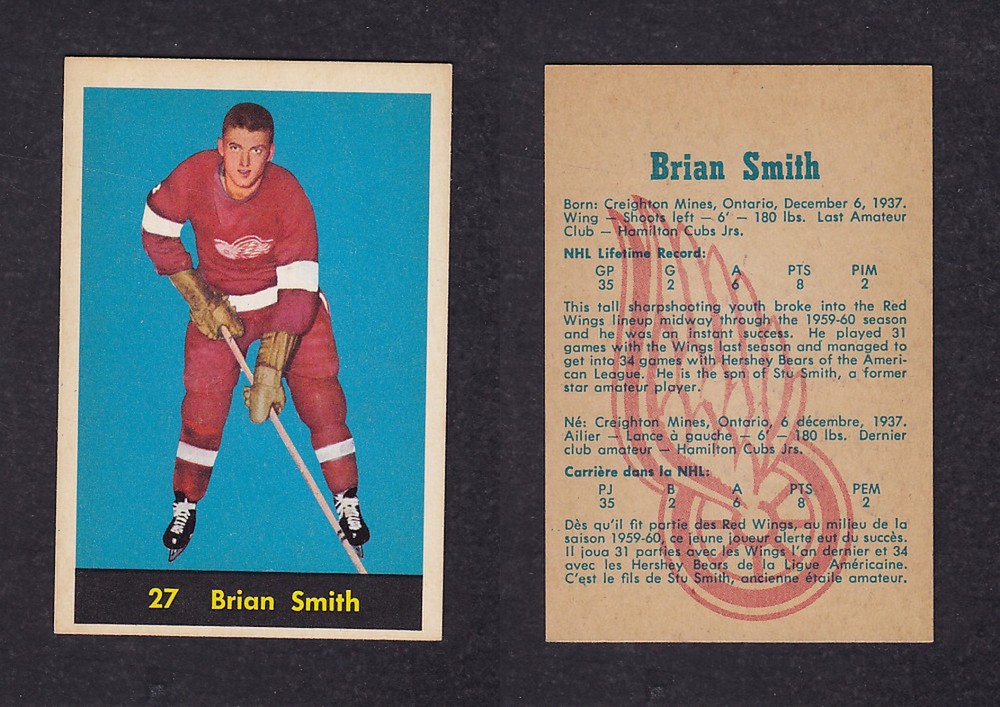 27 Brian Smith
Brian Smith
Born: Creighton Mines, Ontario, December 6, 1937.
Wing — Shoots left — 6' — 180 lbs. Last Amateur
Club — Hamilton Cubs Jrs.
NHL Lifetime Record:
GP G A PTS PIM
35 2 6 8 2
This tall sharpshooting youth broke into the Red
Wings lineup midway through the 1959-60 season
and he was an instant success. He played 31
games with the Wings last season and managed to
get into 34 games with Hershey Bears of the Ameri-
can League. He is the son of Stu Smith, a former
star amateur player.
Né: Creighton Mines, Ontario, 6 décembre, 1937.
Ailier — Lance à gauche — 6' — 180 lbs. Dernier
club amateur — Hamilton Cubs Jrs.
Carrière dans la NHL:
PJ B A PTS PEM
35 2 6 8 2
Dès qu'il fit partie des Red Wings, au milieu de la
saison 1959-60, ce jeune joueur alerte eut du succès.
Il joua 31 parties avec les Wings l'an dernier et 34
avec les Hershey Bears de la Ligue Américaine.
C'est le fils de Stu Smith, ancienne étoile amateur.